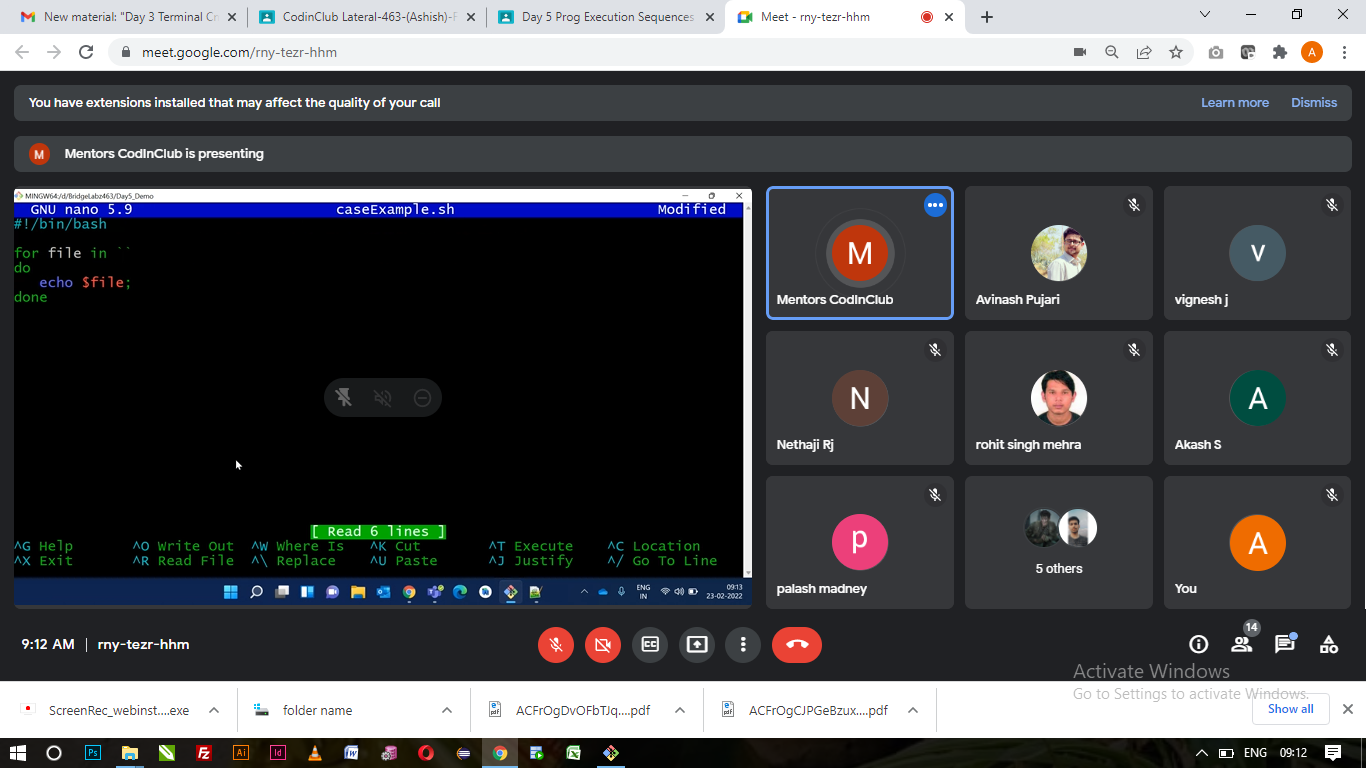 New material: "Day 3 Terminal Cr
CodinClub Lateral-463-(Ashish)-F
Day 5 Prog Execution Sequences
Meet - rny-tezr-hhm
meet.google.com/rny-tezr-hhm
A
You have extensions installed that may affect the quality of your call
Learn more
Dismiss
M
Mentors CodInClub is presenting
MINGW64:/d/BridgeLabz463/Day5_Demo
GNU nano 5.9
caseExample.sh
Modified
#!/bin/bash
for file in ``
do
echo $file;
done
[ Read 6 lines ]
^G Help
^O Write Out
^W Where Is
^K Cut
^T Execute
^C Location
^X Exit
^R Read File
^\ Replace
^U Paste
^J Justify
^/ Go To Line
ENG
IN
09:13
23-02-2022
M
Mentors CodInClub
Avinash Pujari
V
vignesh j
N
Nethaji Rj
rohit singh mehra
A
Akash S
p
palash madney
5 others
A
You
9:12 AM | rny-tezr-hhm
CC
14
Activate Windows
Go to Settings to activate Windows.
ScreenRec_webinst....exe
folder name
ACFrOgDvOFbTJq....pdf
ACFrOgCJPGeBzux....pdf
Show all
Ps
Fz
Ai
Id
ENG
09:12